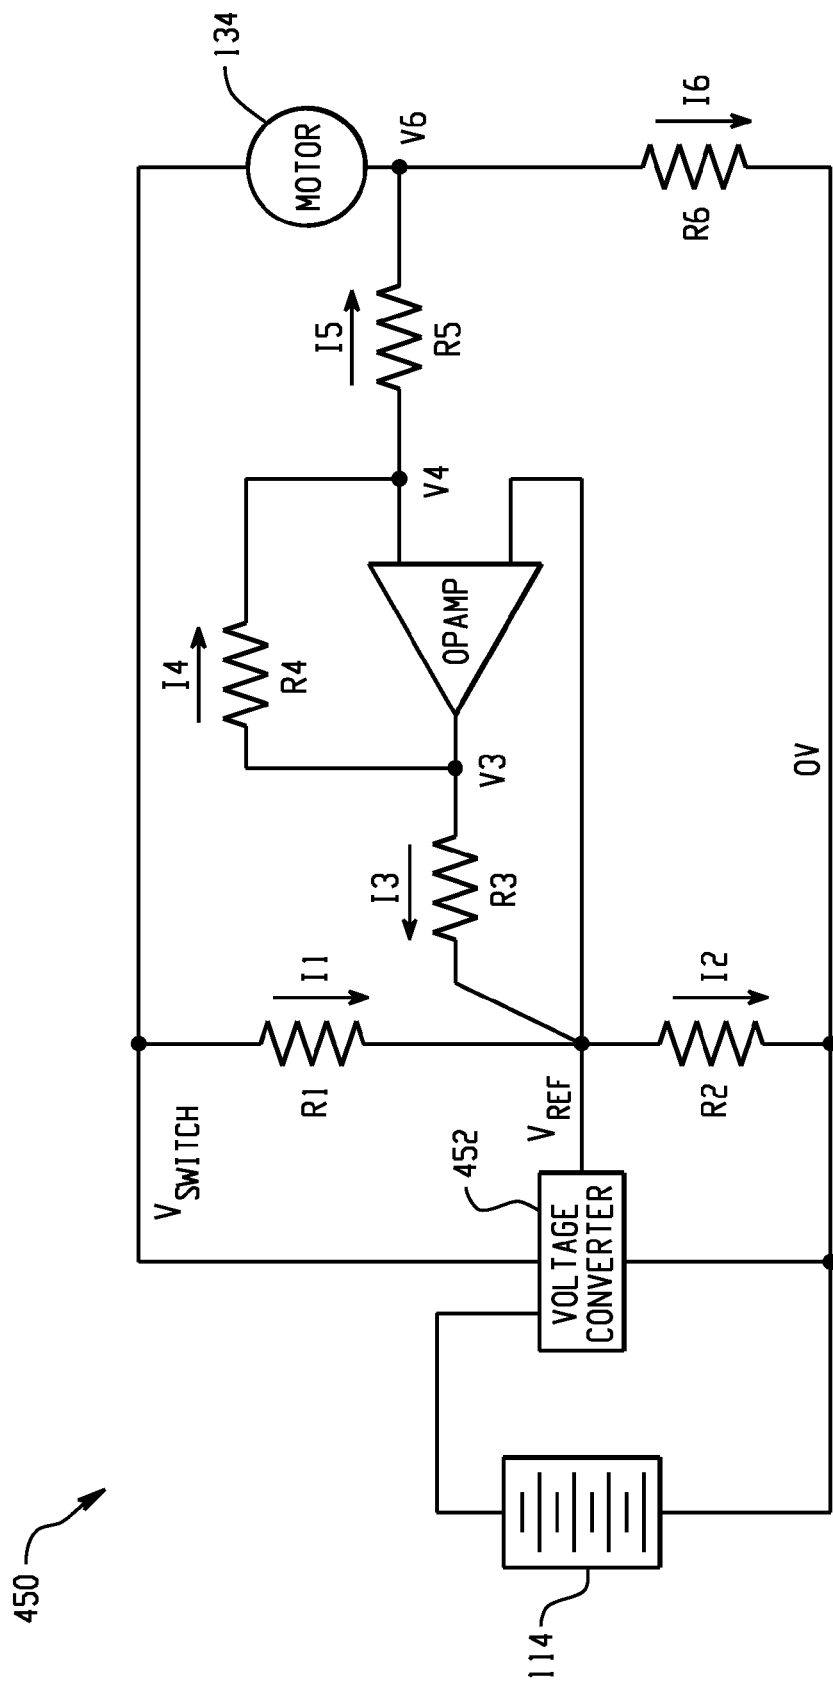 450
114
VOLTAGE
CONVERTER
452
VSWITCH
VREF
R1
I1
R2
I2
I3
R3
V3
0V
I4
R4
OPAMP
V4
I5
R5
V6
MOTOR
134
R6
I6